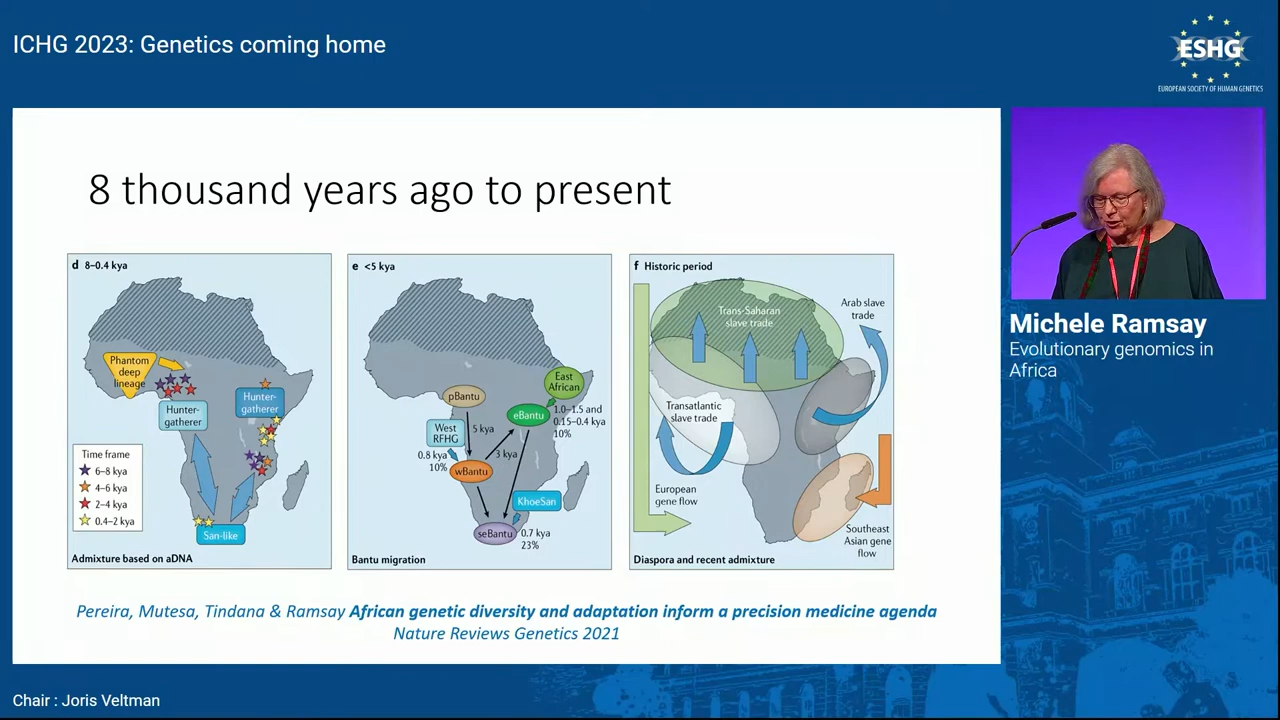 ICHG 2023: Genetics coming home
ESHG
EUROPEAN SOCIETY OF HUMAN GENETICS
8 thousand years ago to present
d 8–0.4 kya
Phantom
deep
lineage
Hunter-
gatherer
Hunter-
gatherer
Time frame
6–8 kya
4–6 kya
2–4 kya
0.4–2 kya
San-like
Admixture based on aDNA
e <5 kya
East
African
pBantu
eBantu
1.0–1.5 and
0.15–0.4 kya
10%
West
RFHG
5 kya
0.8 kya
10%
3 kya
wBantu
KhoeSan
seBantu
0.7 kya
23%
Bantu migration
f Historic period
Trans-Saharan
slave trade
Arab slave
trade
Transatlantic
slave trade
European
gene flow
Southeast
Asian gene
flow
Diaspora and recent admixture
Pereira, Mutesa, Tindana & Ramsay African genetic diversity and adaptation inform a precision medicine agenda
Nature Reviews Genetics 2021
Michele Ramsay
Evolutionary genomics in
Africa
Chair : Joris Veltman